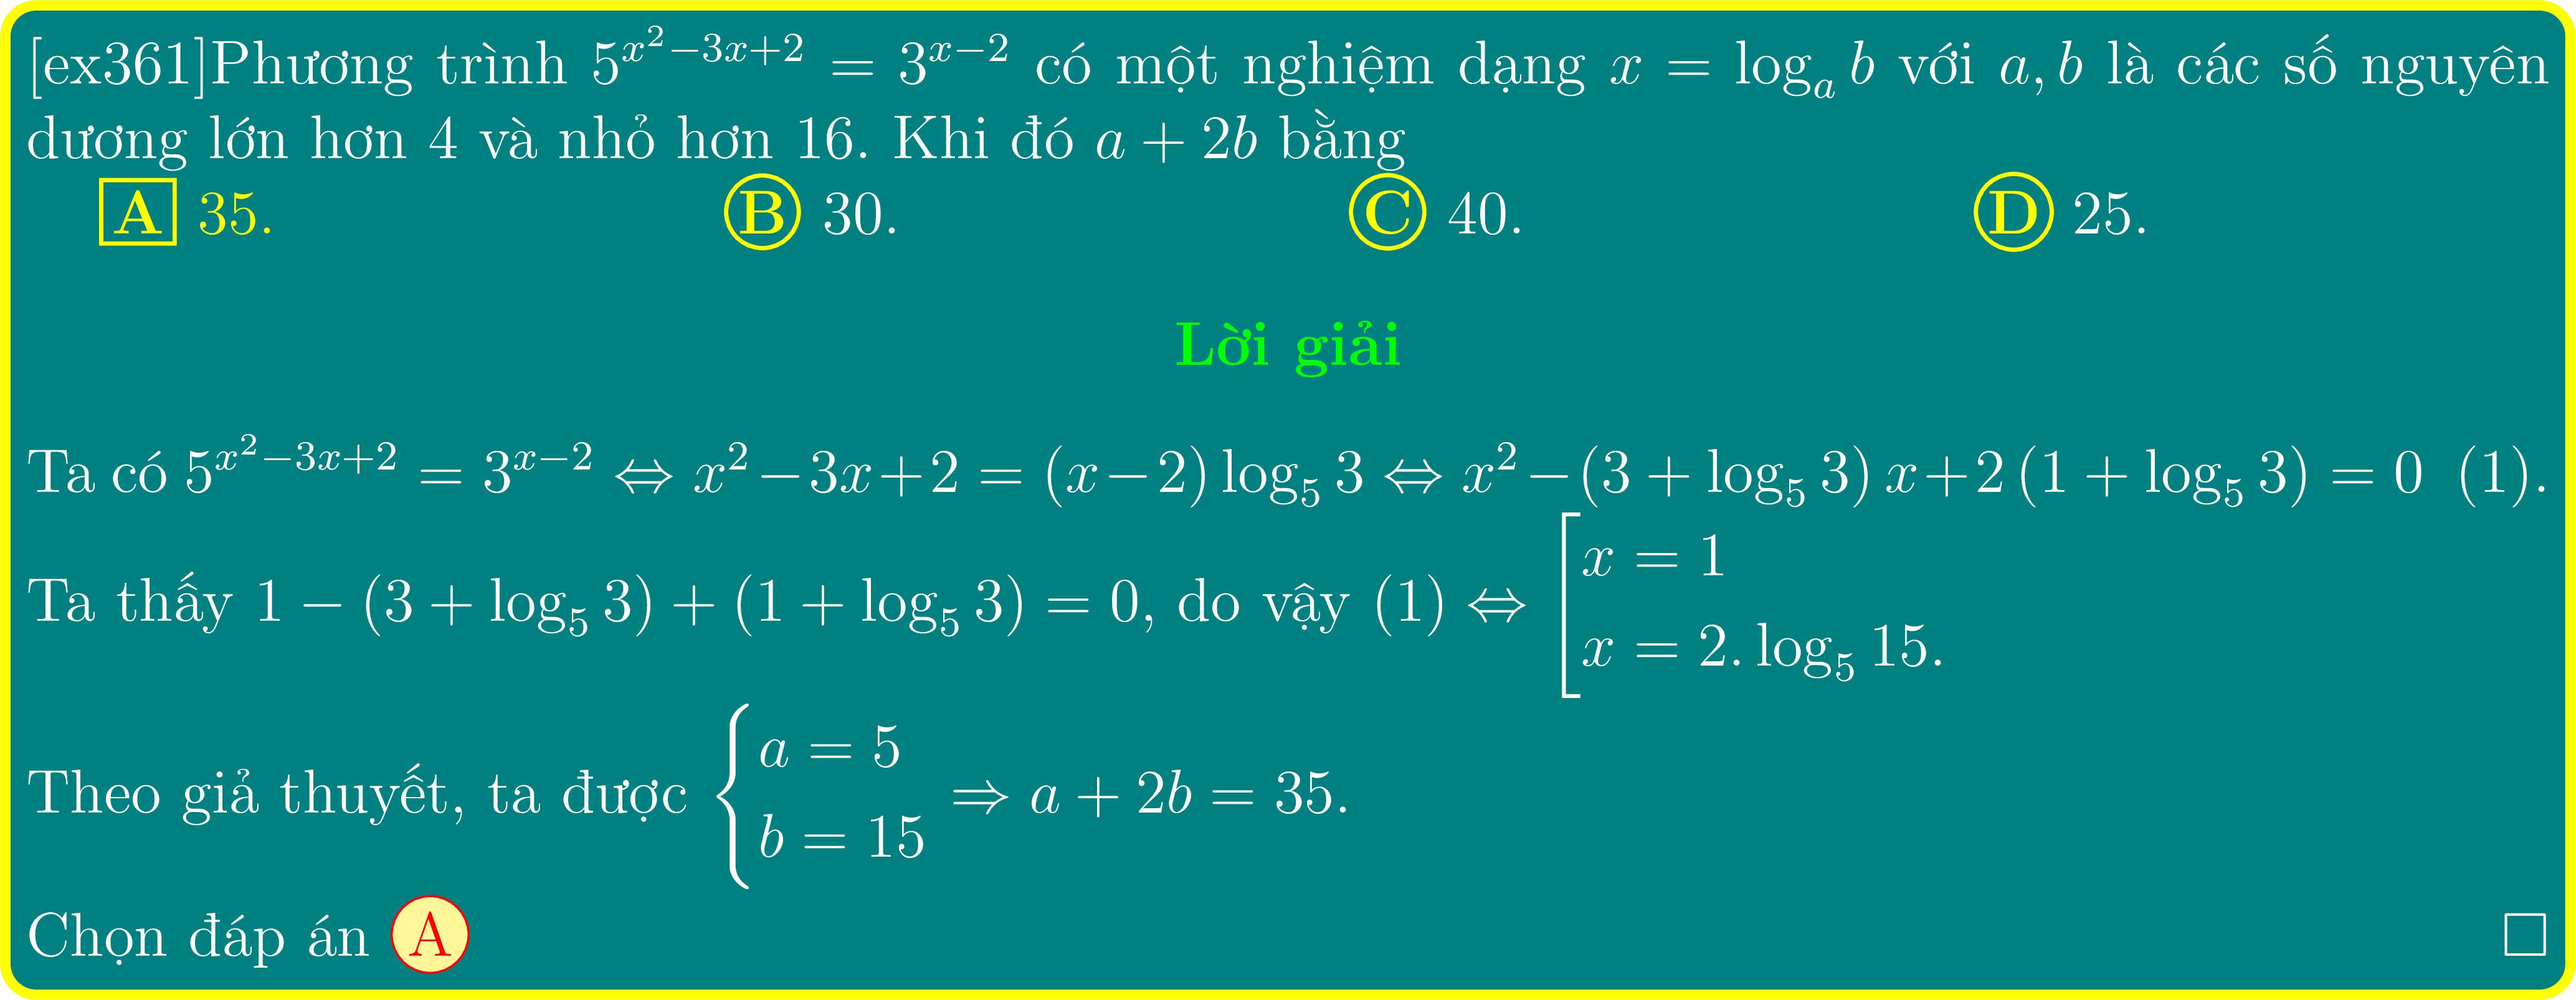 [ex361]Phương trình $5^{x^2-3x+2} = 3^{x-2}$ có một nghiệm dạng $x = \log_a b$ với $a, b$ là các số nguyên
dương lớn hơn 4 và nhỏ hơn 16. Khi đó $a + 2b$ bằng
A 35. B 30. C 40. D 25.
Lời giải
Ta có $5^{x^2-3x+2} = 3^{x-2} \Leftrightarrow x^2-3x+2 = (x-2)\log_5 3 \Leftrightarrow x^2-(3+\log_5 3)x+2(1+\log_5 3) = 0$ (1).
Ta thấy $1-(3+\log_5 3)+(1+\log_5 3) = 0$, do vậy $(1) \Leftrightarrow \left[\begin{array}{l} x = 1 \\ x = 2.\log_5 15. \end{array}\right.$
Theo giả thuyết, ta được $\begin{cases} a = 5 \\ b = 15 \end{cases} \Rightarrow a + 2b = 35.$
Chọn đáp án A □